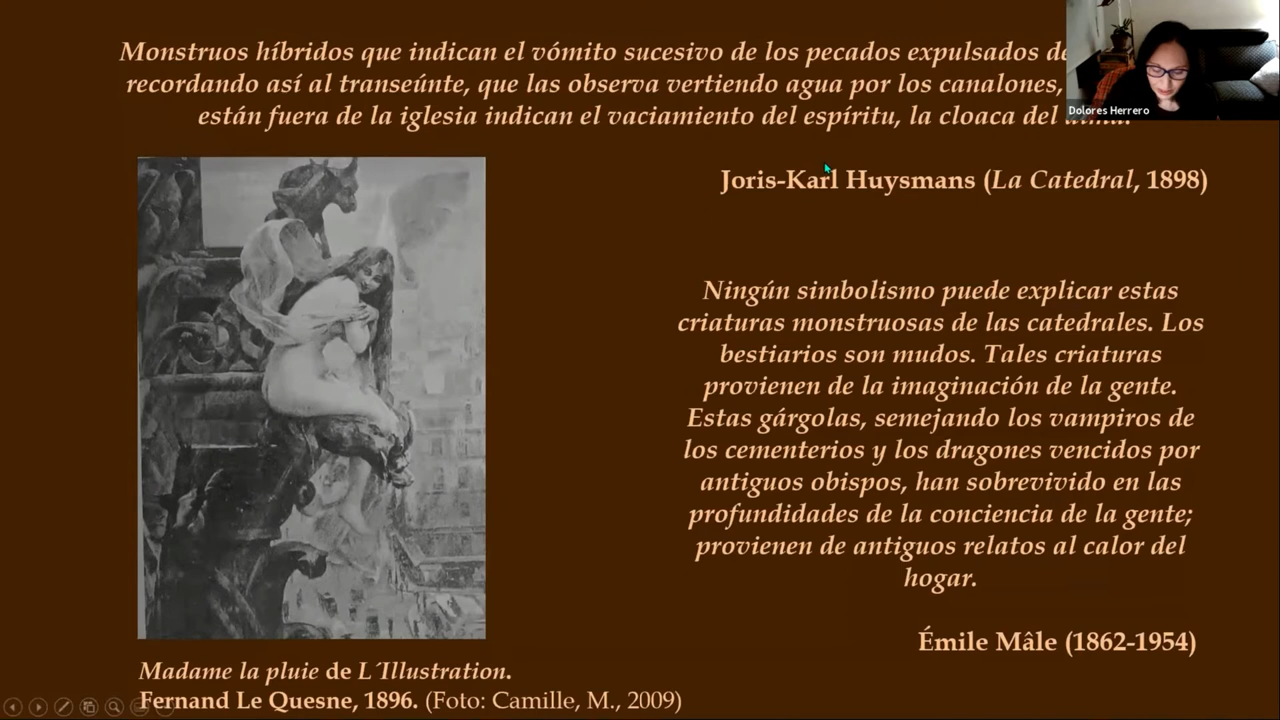 Monstruos híbridos que indican el vómito sucesivo de los pecados expulsados
recordando así al transeúnte, que las observa vertiendo agua por los canalones,
están fuera de la iglesia indican el vaciamiento del espíritu, la cloaca del
Dolores Herrero
Joris-Karl Huysmans (La Catedral, 1898)
Ningún simbolismo puede explicar estas
criaturas monstruosas de las catedrales. Los
bestiarios son mudos. Tales criaturas
provienen de la imaginación de la gente.
Estas gárgolas, semejando los vampiros de
los cementerios y los dragones vencidos por
antiguos obispos, han sobrevivido en las
profundidades de la conciencia de la gente;
provienen de antiguos relatos al calor del
hogar.
Émile Mâle (1862-1954)
Madame la pluie de L´Illustration.
Fernand Le Quesne, 1896. (Foto: Camille, M., 2009)